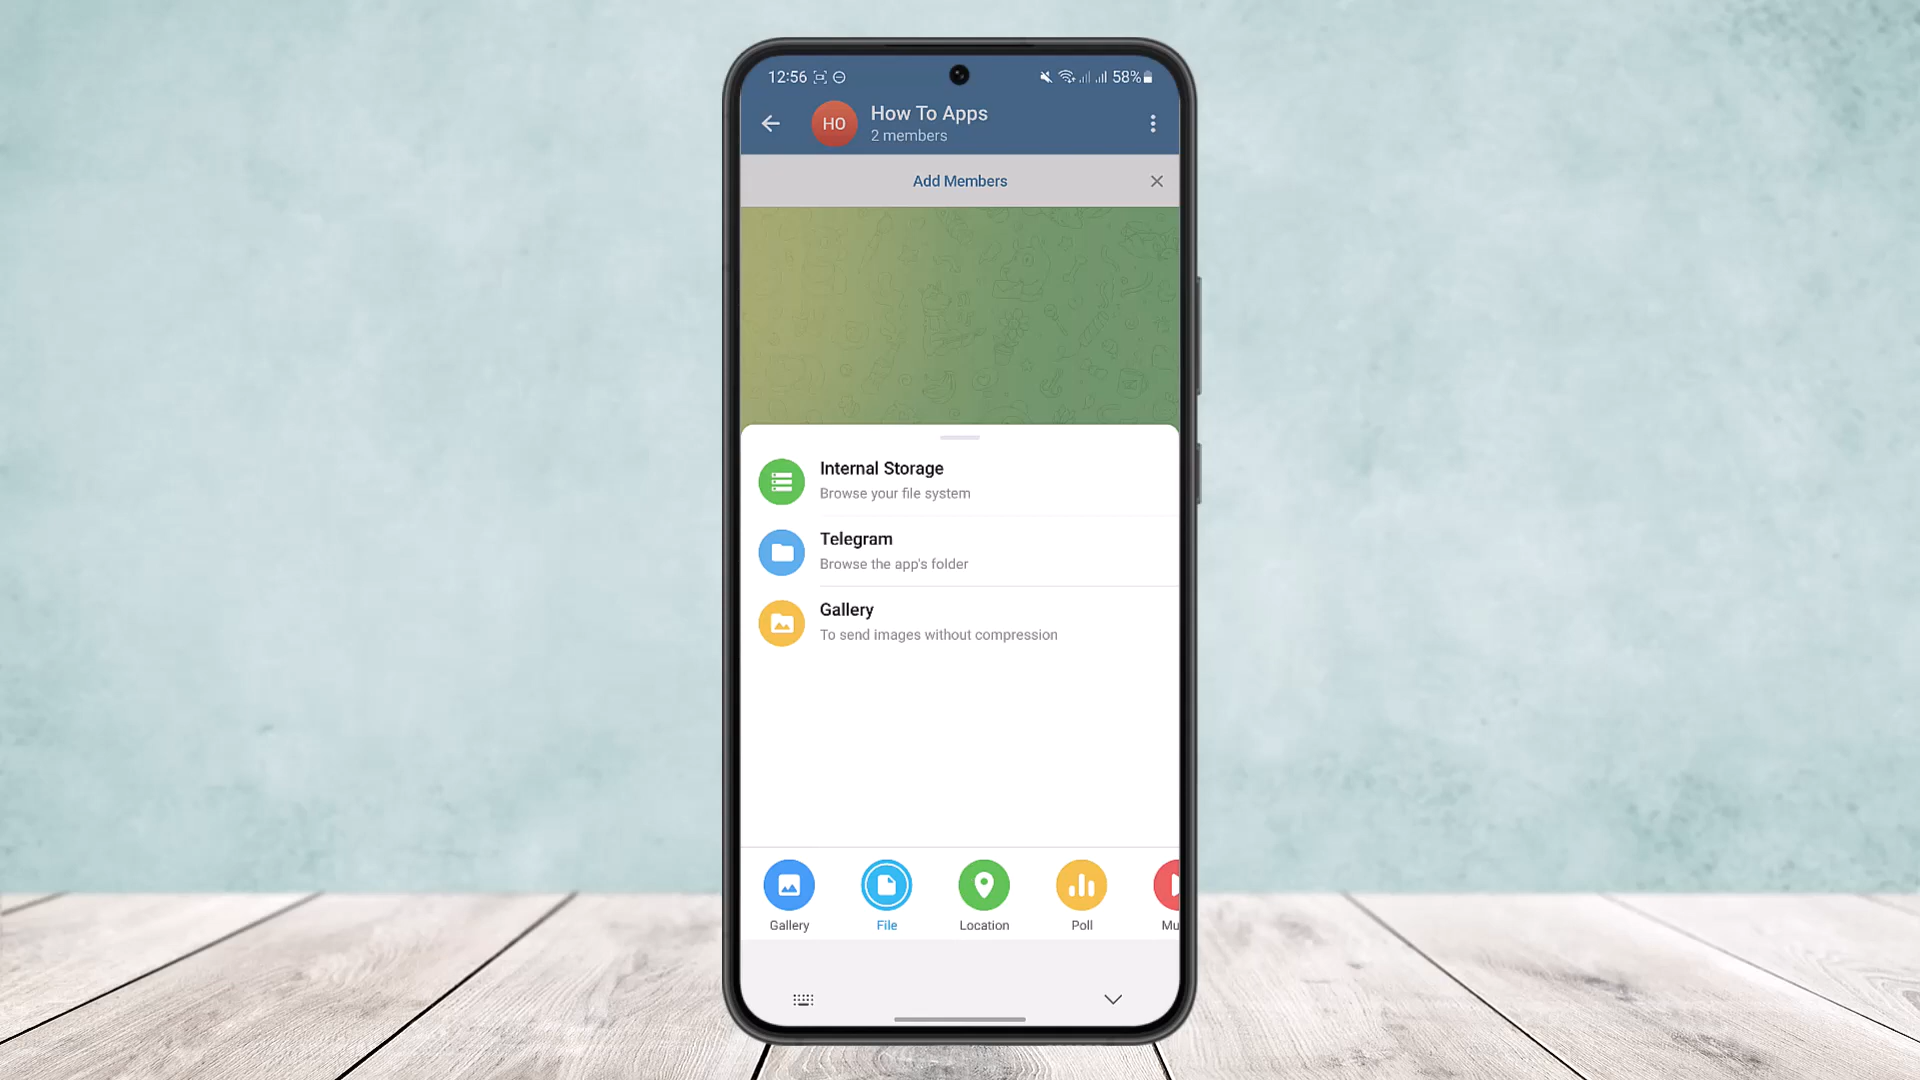 12:56 58%
HO
How To Apps
2 members
Add Members
Internal Storage
Browse your file system
Telegram
Browse the app's folder
Gallery
To send images without compression
Gallery File Location Poll Mu